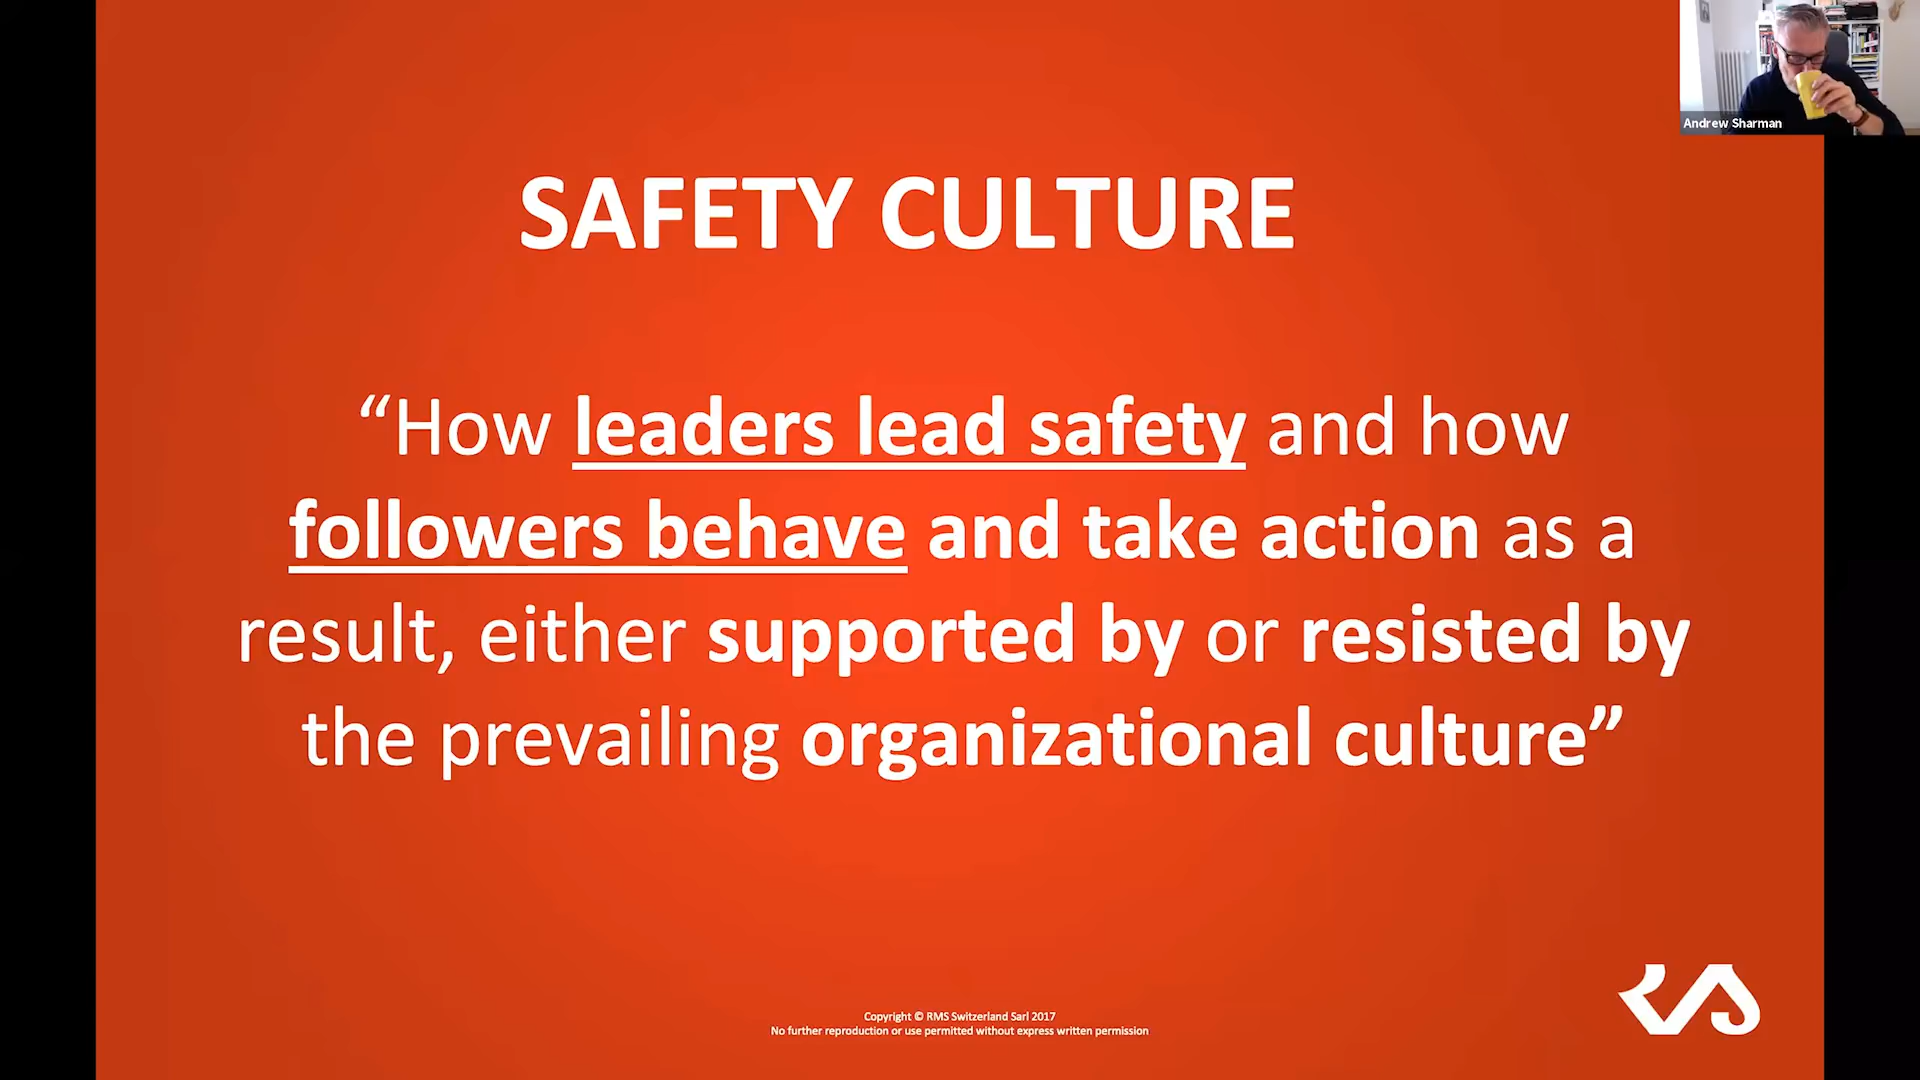 Andrew Sharman
SAFETY CULTURE
“How leaders lead safety and how
followers behave and take action as a
result, either supported by or resisted by
the prevailing organizational culture”
Copyright © RMS Switzerland Sarl 2017
No further reproduction or use permitted without express written permission